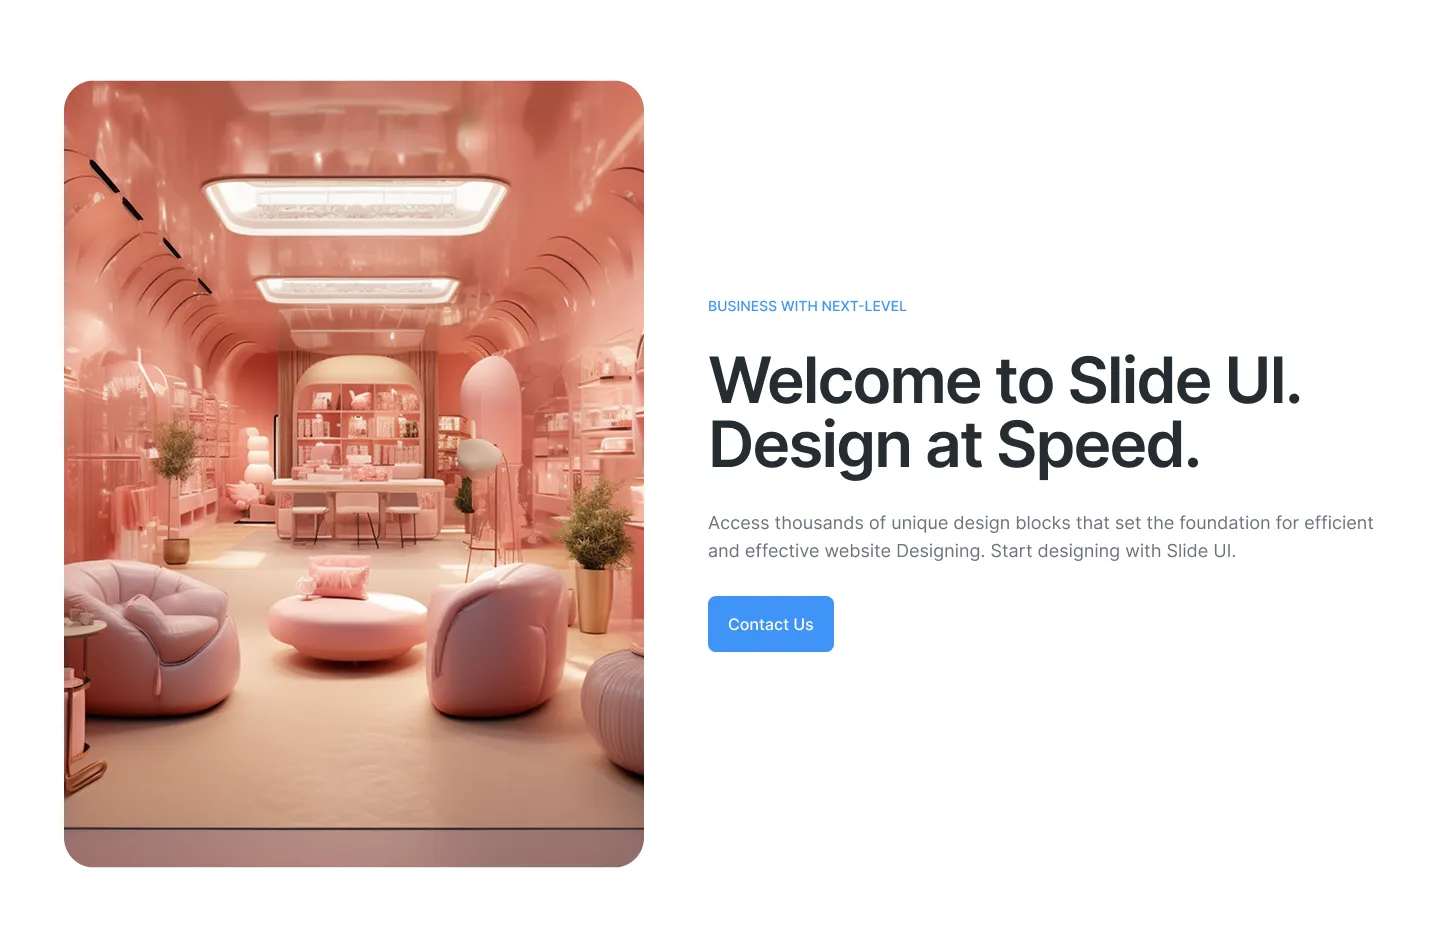 BUSINESS WITH NEXT-LEVEL
Welcome to Slide UI.
Design at Speed.
Access thousands of unique design blocks that set the foundation for efficient
and effective website Designing. Start designing with Slide UI.
Contact Us